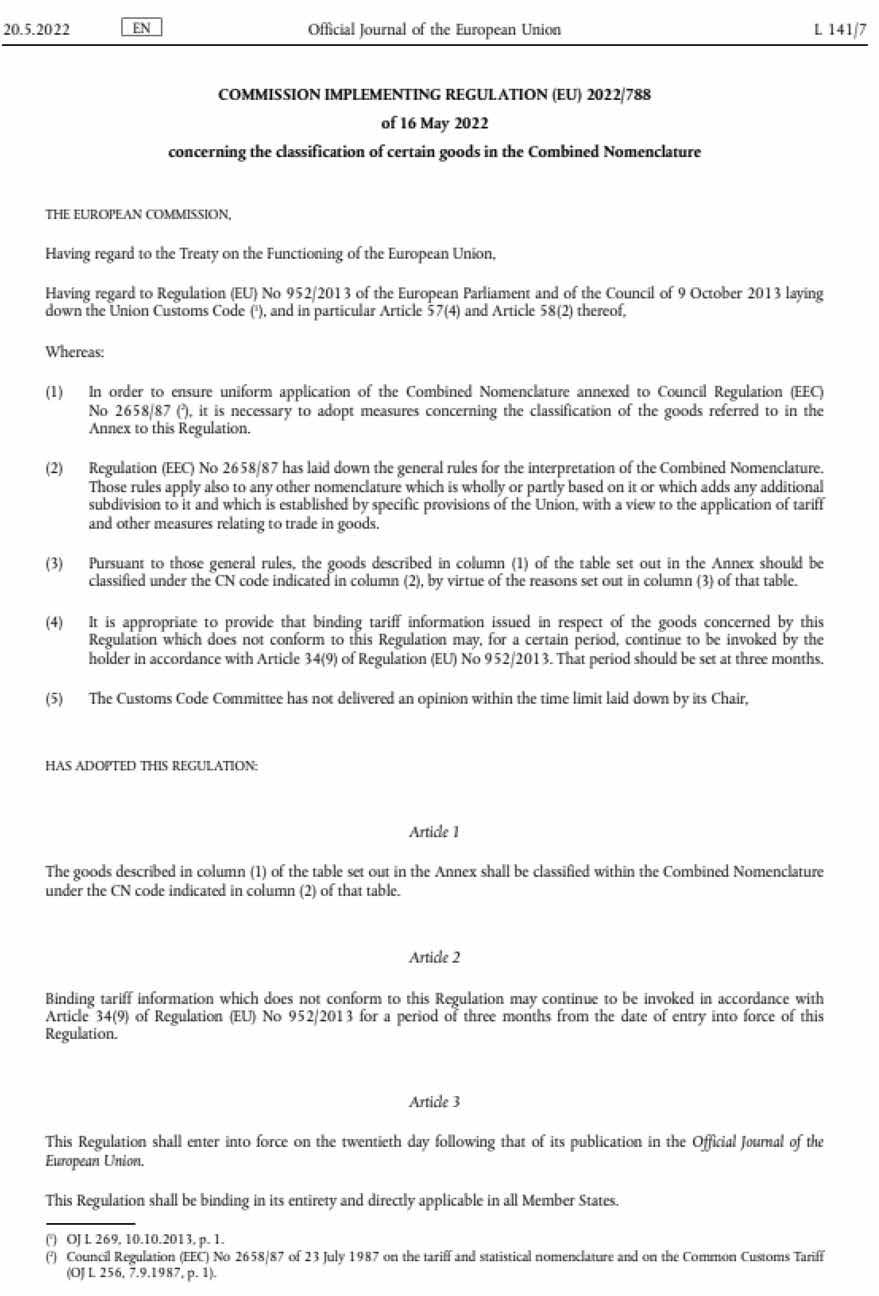 20.5.2022 EN Official Journal of the European Union L 141/7
COMMISSION IMPLEMENTING REGULATION (EU) 2022/788
of 16 May 2022
concerning the classification of certain goods in the Combined Nomenclature
THE EUROPEAN COMMISSION,
Having regard to the Treaty on the Functioning of the European Union,
Having regard to Regulation (EU) No 952/2013 of the European Parliament and of the Council of 9 October 2013 laying
down the Union Customs Code (¹), and in particular Article 57(4) and Article 58(2) thereof,
Whereas:
(1) In order to ensure uniform application of the Combined Nomenclature annexed to Council Regulation (EEC)
No 2658/87 (²), it is necessary to adopt measures concerning the classification of the goods referred to in the
Annex to this Regulation.
(2) Regulation (EEC) No 2658/87 has laid down the general rules for the interpretation of the Combined Nomenclature.
Those rules apply also to any other nomenclature which is wholly or partly based on it or which adds any additional
subdivision to it and which is established by specific provisions of the Union, with a view to the application of tariff
and other measures relating to trade in goods.
(3) Pursuant to those general rules, the goods described in column (1) of the table set out in the Annex should be
classified under the CN code indicated in column (2), by virtue of the reasons set out in column (3) of that table.
(4) It is appropriate to provide that binding tariff information issued in respect of the goods concerned by this
Regulation which does not conform to this Regulation may, for a certain period, continue to be invoked by the
holder in accordance with Article 34(9) of Regulation (EU) No 952/2013. That period should be set at three months.
(5) The Customs Code Committee has not delivered an opinion within the time limit laid down by its Chair,
HAS ADOPTED THIS REGULATION:
Article 1
The goods described in column (1) of the table set out in the Annex shall be classified within the Combined Nomenclature
under the CN code indicated in column (2) of that table.
Article 2
Binding tariff information which does not conform to this Regulation may continue to be invoked in accordance with
Article 34(9) of Regulation (EU) No 952/2013 for a period of three months from the date of entry into force of this
Regulation.
Article 3
This Regulation shall enter into force on the twentieth day following that of its publication in the Official Journal of the
European Union.
This Regulation shall be binding in its entirety and directly applicable in all Member States.
(¹) OJ L 269, 10.10.2013, p. 1.
(²) Council Regulation (EEC) No 2658/87 of 23 July 1987 on the tariff and statistical nomenclature and on the Common Customs Tariff
(OJ L 256, 7.9.1987, p. 1).